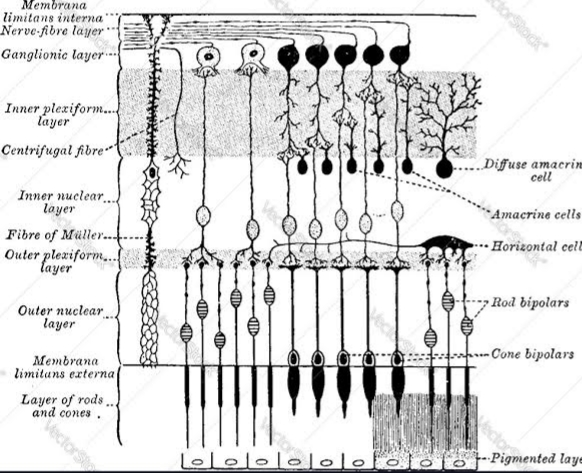 Membrana
limitans interna
Nerve-fibre layer
Ganglionic layer
Inner plexiform
layer
Centrifugal fibre
Inner nuclear
layer
Fibre of Müller
Outer plexiform
layer
Outer nuclear
layer
Membrana
limitans externa
Layer of rods
and cones .
Diffuse amacrin
cell
Amacrine cells
Horizontal cell
Rod bipolars
Cone bipolars
Pigmented laye
VectorStock